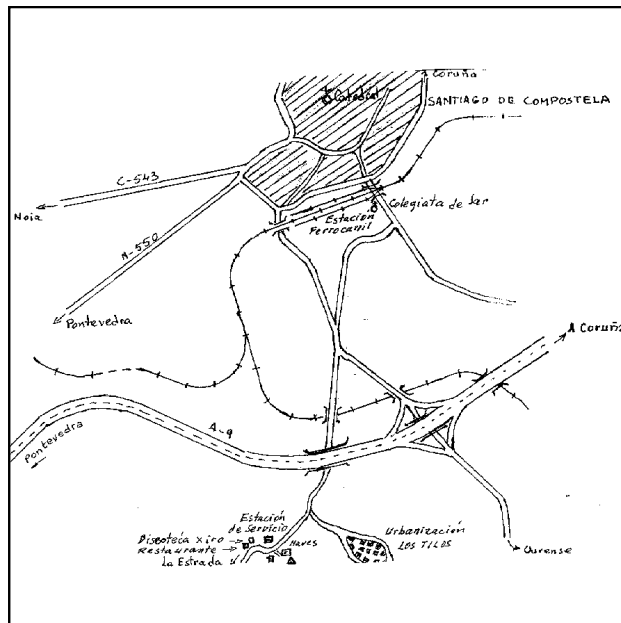 Coruña
Catedral
SANTIAGO DE COMPOSTELA
C-543
Noia
Colegiata de Sar
Estación
Ferrocarril
N-550
Pontevedra
A Coruña
A-9
Pontevedra
Estación
de Servicio
Discoteca Xiro
Restaurante
La Estrada
Naves
Urbanización
LOS TILOS
Ourense